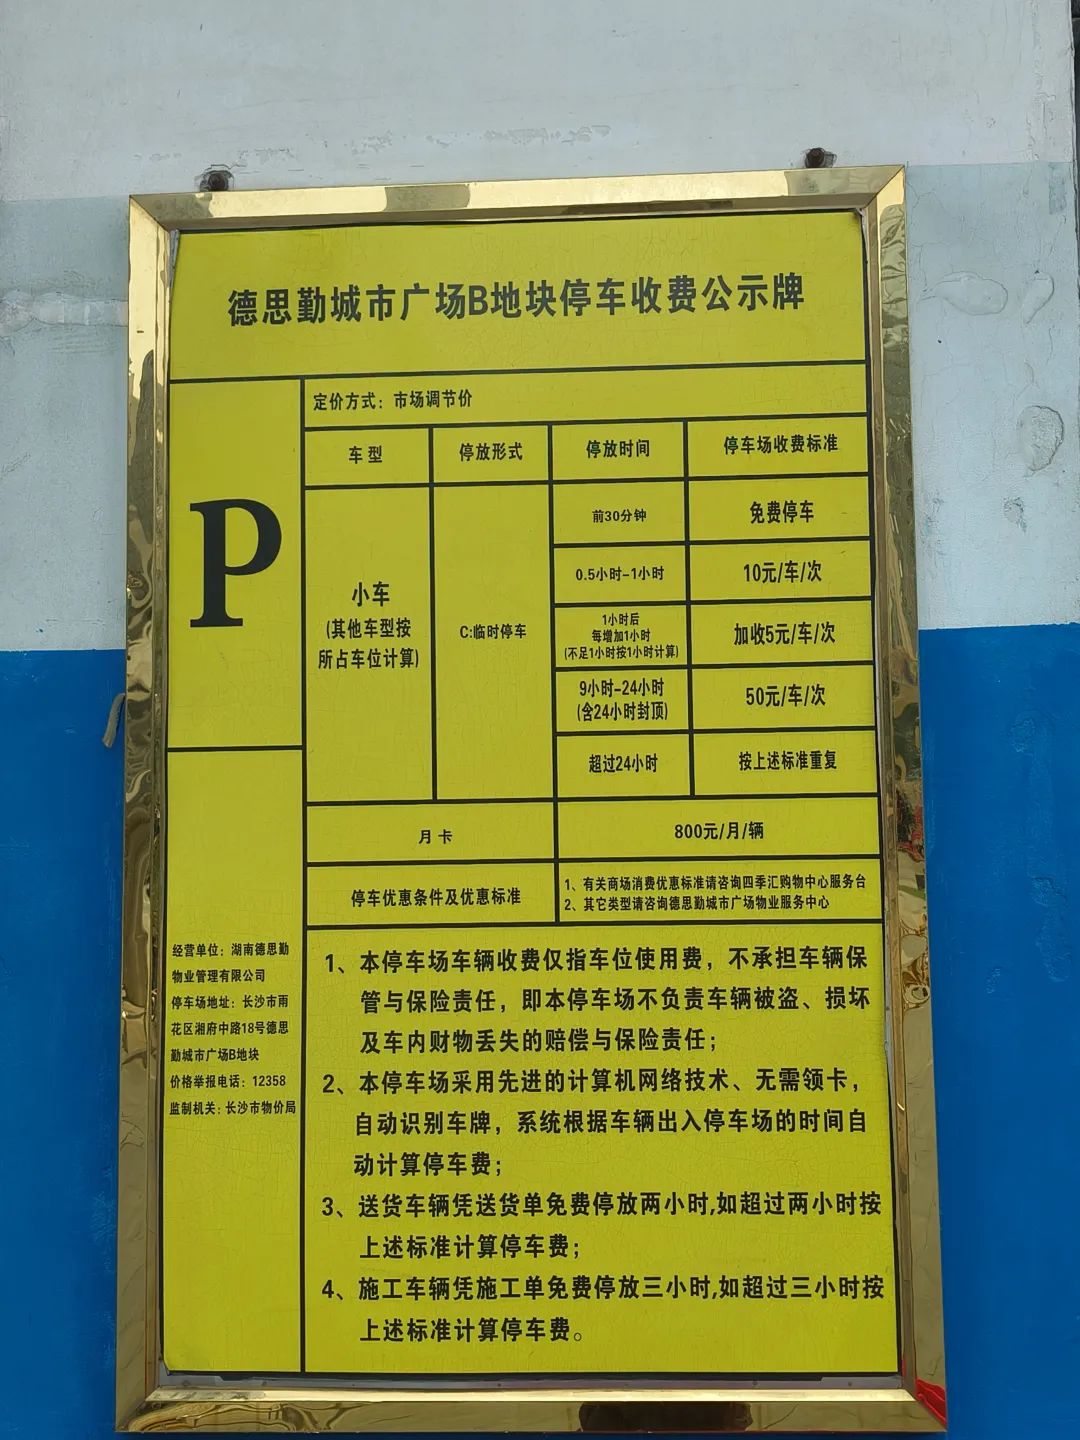 德思勤城市广场B地块停车收费公示牌
P
定价方式：市场调节价
车型
停放形式
停放时间
停车场收费标准
小车
(其他车型按
所占车位计算)
C:临时停车
前30分钟
免费停车
0.5小时-1小时
10元/车/次
1小时后
每增加1小时
(不足1小时按1小时计算)
加收5元/车/次
9小时-24小时
(含24小时封顶)
50元/车/次
超过24小时
按上述标准重复
月卡
800元/月/辆
停车优惠条件及优惠标准
1、有关商场消费优惠标准请咨询四季汇购物中心服务台
2、其它类型请咨询德思勤城市广场物业服务中心
经营单位：湖南德思勤
物业管理有限公司
停车场地址：长沙市雨
花区湘府中路18号德思
勤城市广场B地块
价格举报电话：12358
监制机关：长沙市物价局
1、本停车场车辆收费仅指车位使用费，不承担车辆保
管与保险责任，即本停车场不负责车辆被盗、损坏
及车内财物丢失的赔偿与保险责任；
2、本停车场采用先进的计算机网络技术、无需领卡，
自动识别车牌，系统根据车辆出入停车场的时间自
动计算停车费；
3、送货车辆凭送货单免费停放两小时,如超过两小时按
上述标准计算停车费；
4、施工车辆凭施工单免费停放三小时,如超过三小时按
上述标准计算停车费。